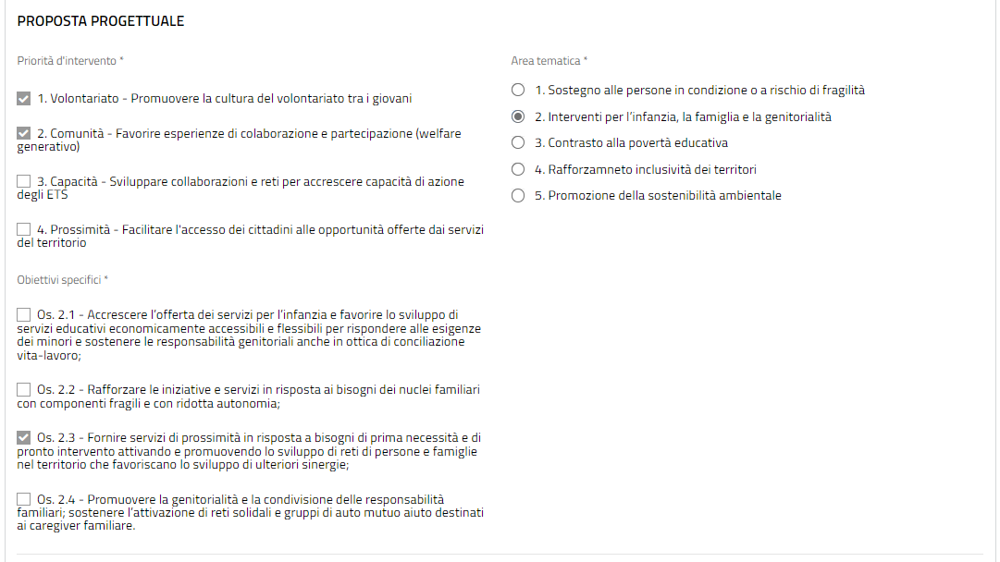 PROPOSTA PROGETTUALE
Priorità d'intervento *
1. Volontariato - Promuovere la cultura del volontariato tra i giovani
2. Comunità - Favorire esperienze di colaborazione e partecipazione (welfare
generativo)
3. Capacità - Sviluppare collaborazioni e reti per accrescere capacità di azione
degli ETS
4. Prossimità - Facilitare l'accesso dei cittadini alle opportunità offerte dai servizi
del territorio
Obiettivi specifici *
Os. 2.1 - Accrescere l’offerta dei servizi per l’infanzia e favorire lo sviluppo di
servizi educativi economicamente accessibili e flessibili per rispondere alle esigenze
dei minori e sostenere le responsabilità genitoriali anche in ottica di conciliazione
vita-lavoro;
Os. 2.2 - Rafforzare le iniziative e servizi in risposta ai bisogni dei nuclei familiari
con componenti fragili e con ridotta autonomia;
Os. 2.3 - Fornire servizi di prossimità in risposta a bisogni di prima necessità e di
pronto intervento attivando e promuovendo lo sviluppo di reti di persone e famiglie
nel territorio che favoriscano lo sviluppo di ulteriori sinergie;
Os. 2.4 - Promuovere la genitorialità e la condivisione delle responsabilità
familiari; sostenere l’attivazione di reti solidali e gruppi di auto mutuo aiuto destinati
ai caregiver familiare.
Area tematica *
1. Sostegno alle persone in condizione o a rischio di fragilità
2. Interventi per l’infanzia, la famiglia e la genitorialità
3. Contrasto alla povertà educativa
4. Rafforzamneto inclusività dei territori
5. Promozione della sostenibilità ambientale